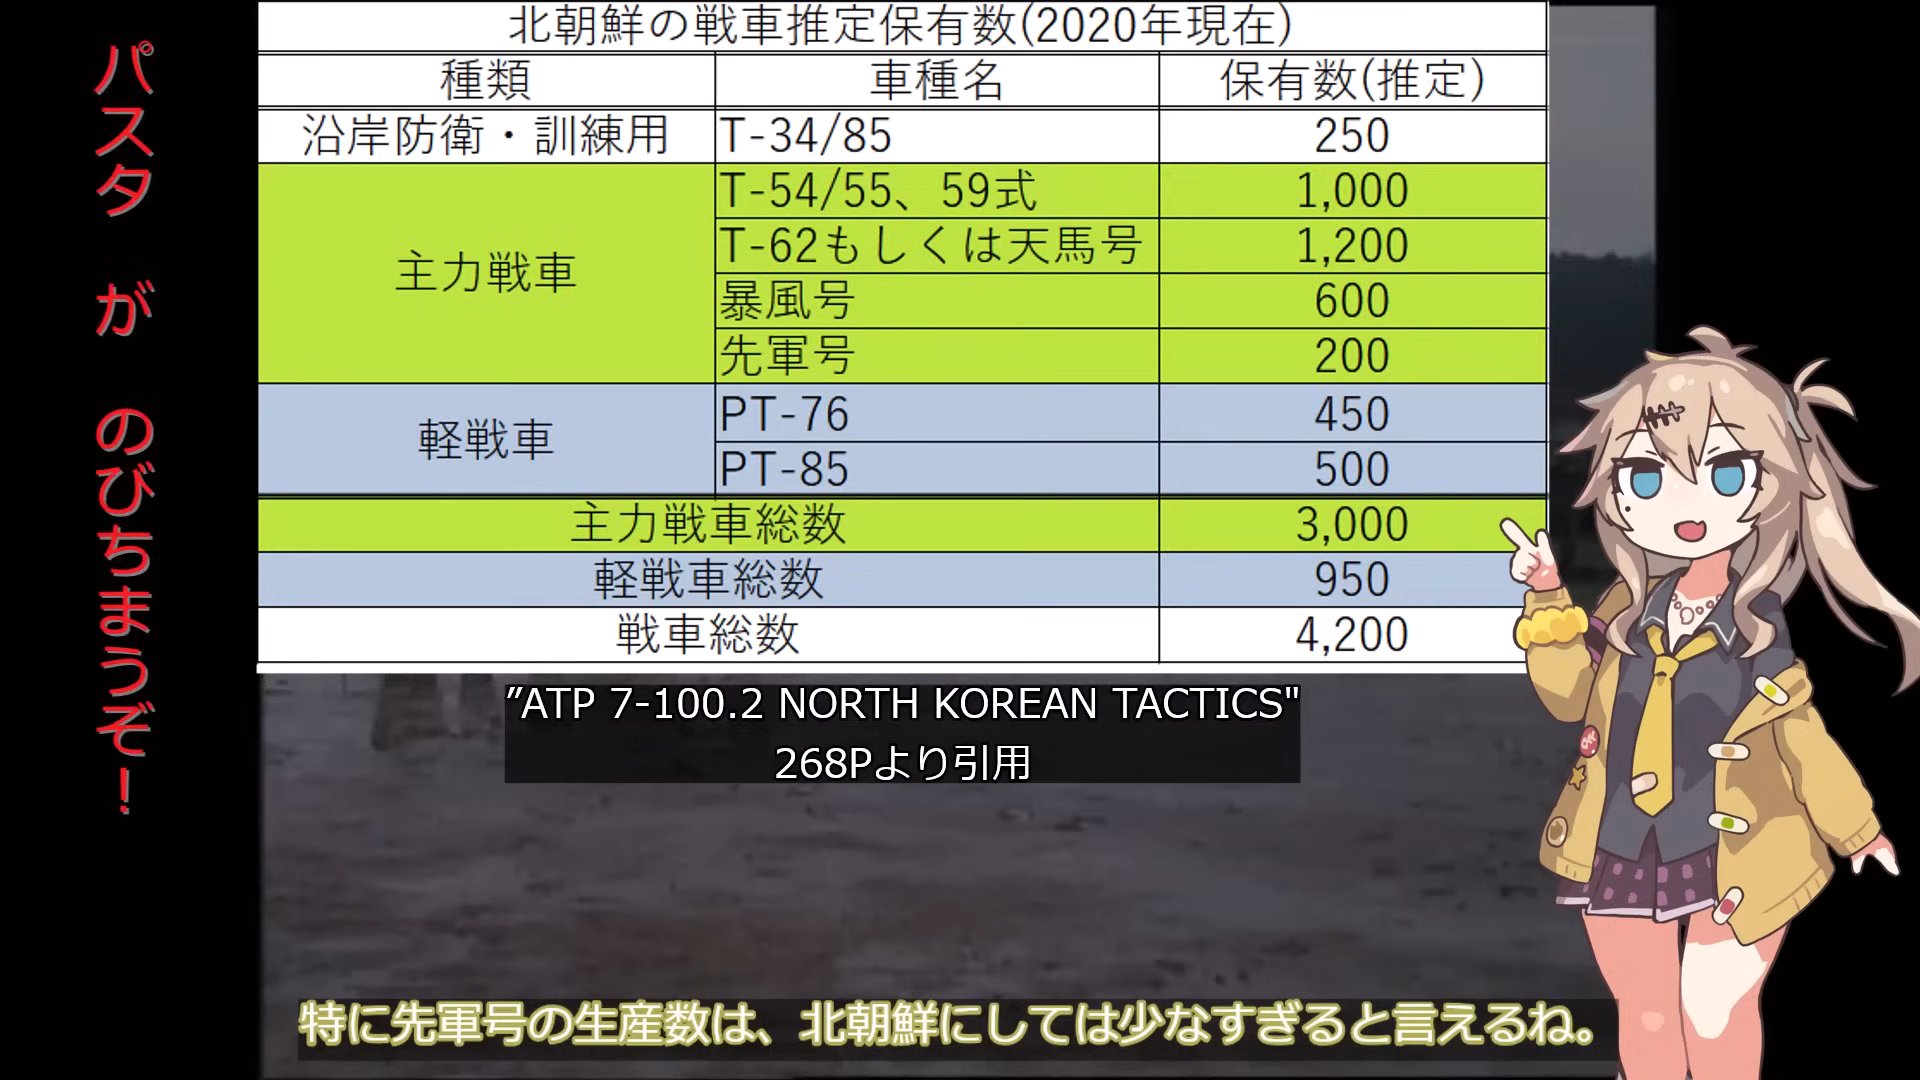 パスタ が のびちまうぞ！
北朝鮮の戦車推定保有数(2020年現在)
種類 車種名 保有数(推定)
沿岸防衛・訓練用 T-34/85 250
主力戦車
T-54/55、59式 1,000
T-62もしくは天馬号 1,200
暴風号 600
先軍号 200
軽戦車
PT-76 450
PT-85 500
主力戦車総数 3,000
軽戦車総数 950
戦車総数 4,200
”ATP 7-100.2 NORTH KOREAN TACTICS"
268Pより引用
特に先軍号の生産数は、北朝鮮にしては少なすぎると言えるね。